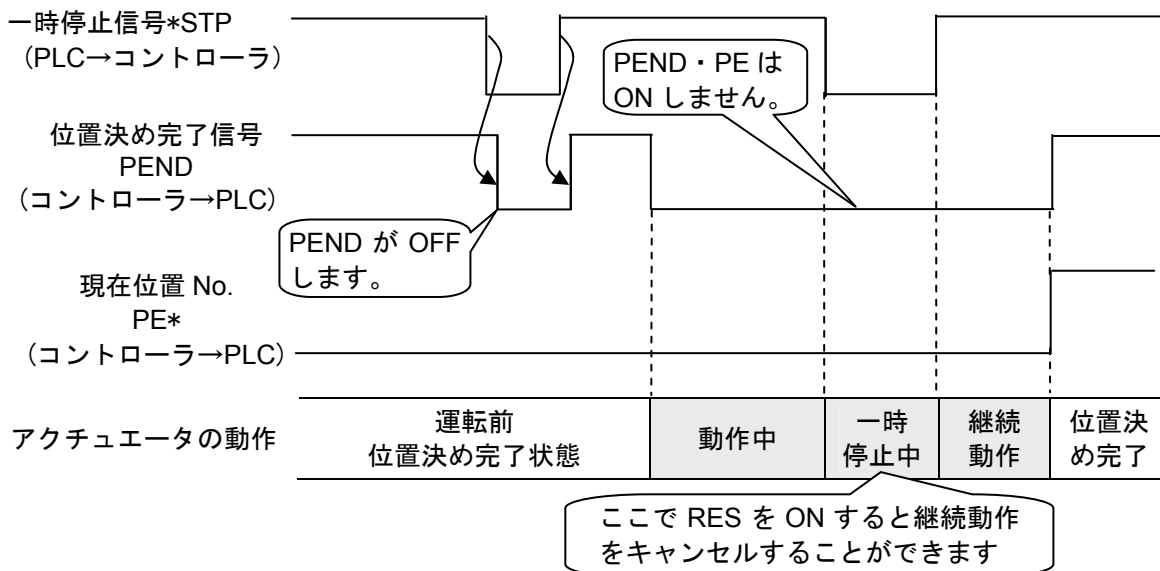 一時停止信号*STP
（PLC→コントローラ）
PEND・PE は
ON しません。
位置決め完了信号
PEND
（コントローラ→PLC）
PEND が OFF
します。
現在位置 No.
PE*
（コントローラ→PLC）
アクチュエータの動作
運転前
位置決め完了状態
動作中
一時
停止中
継続
動作
位置決
め完了
ここで RES を ON すると継続動作
をキャンセルすることができます